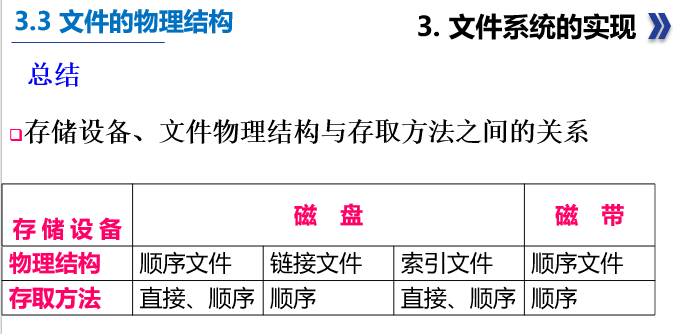 3.3 文件的物理结构
3. 文件系统的实现
总结
存储设备、文件物理结构与存取方法之间的关系
存储设备 磁 盘 磁 带
物理结构 顺序文件 链接文件 索引文件 顺序文件
存取方法 直接、顺序 顺序 直接、顺序 顺序